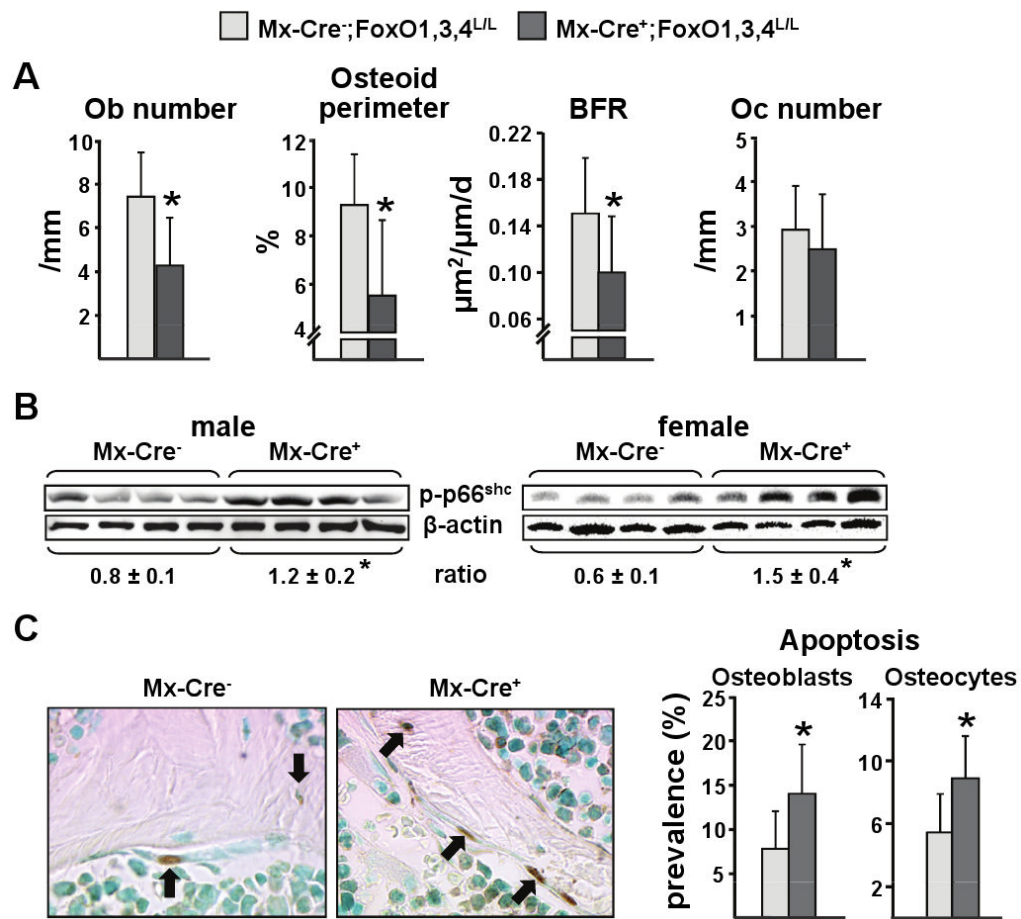 Mx-Cre⁻;FoxO1,3,4ᴸ/ᴸ Mx-Cre⁺;FoxO1,3,4ᴸ/ᴸ
A
Ob number
/mm
10
8
6
4
2
*
Osteoid
perimeter
%
12
10
8
6
4
*
BFR
µm²/µm/d
0.22
0.18
0.14
0.10
0.06
*
Oc number
/mm
5
4
3
2
1
B
male
Mx-Cre⁻ Mx-Cre⁺
female
Mx-Cre⁻ Mx-Cre⁺
p-p66ˢʰᶜ
β-actin
0.8 ± 0.1 1.2 ± 0.2* ratio 0.6 ± 0.1 1.5 ± 0.4*
C
Mx-Cre⁻ Mx-Cre⁺
Apoptosis
Osteoblasts Osteocytes
prevalence (%)
25
20
15
10
5
*
14
10
6
2
*